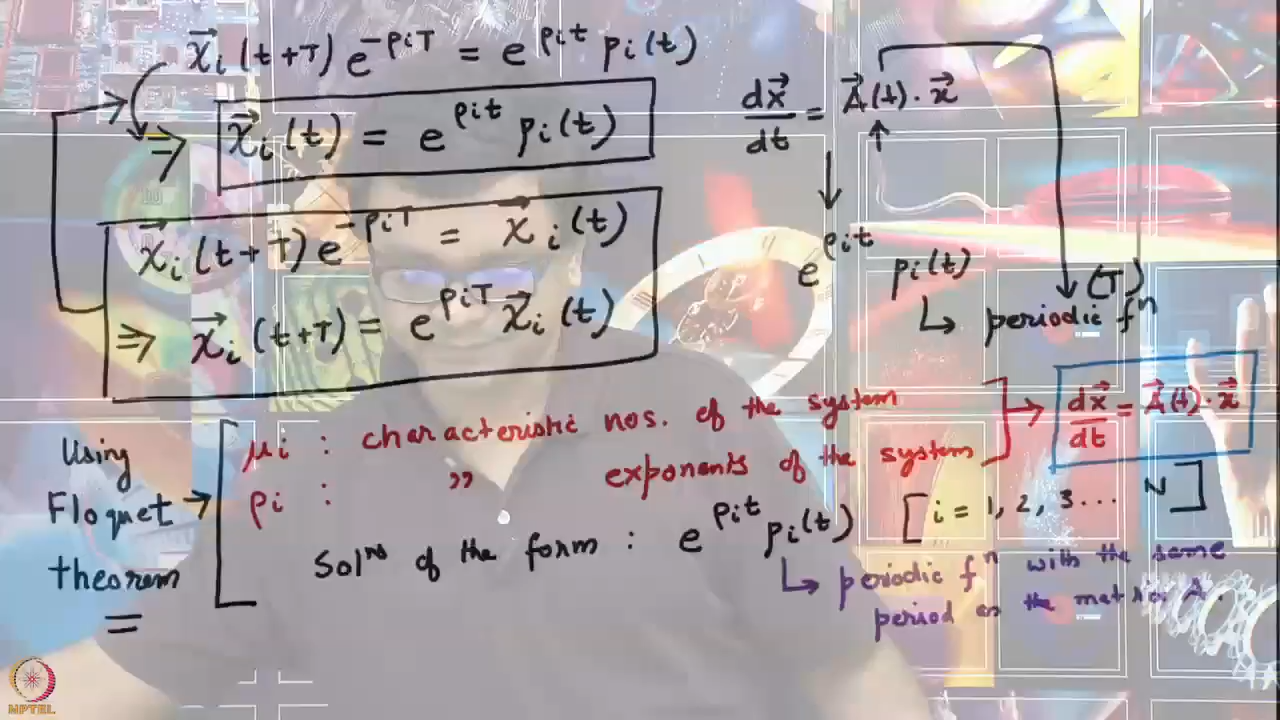 x⃗i(t+T) e^-ρiT = e^ρit pi(t)
⇒ x⃗i(t) = e^ρit pi(t)
x⃗i(t+T) e^-ρiT = x⃗i(t)
⇒ x⃗i(t+T) = e^ρiT x⃗i(t)
dx⃗/dt = A⃗(t)·x⃗
e^ρit pi(t) (T)
↳ periodic fⁿ
Using
Floquet →
theorem
μi : characteristic nos. of the system
ρi : " exponents of the system
→ dx⃗/dt = A⃗(t)·x⃗
Solⁿˢ of the form : e^ρit pi(t) [i = 1, 2, 3... N]
↳ periodic fⁿ with the same
period as the matrix A.
NPTEL